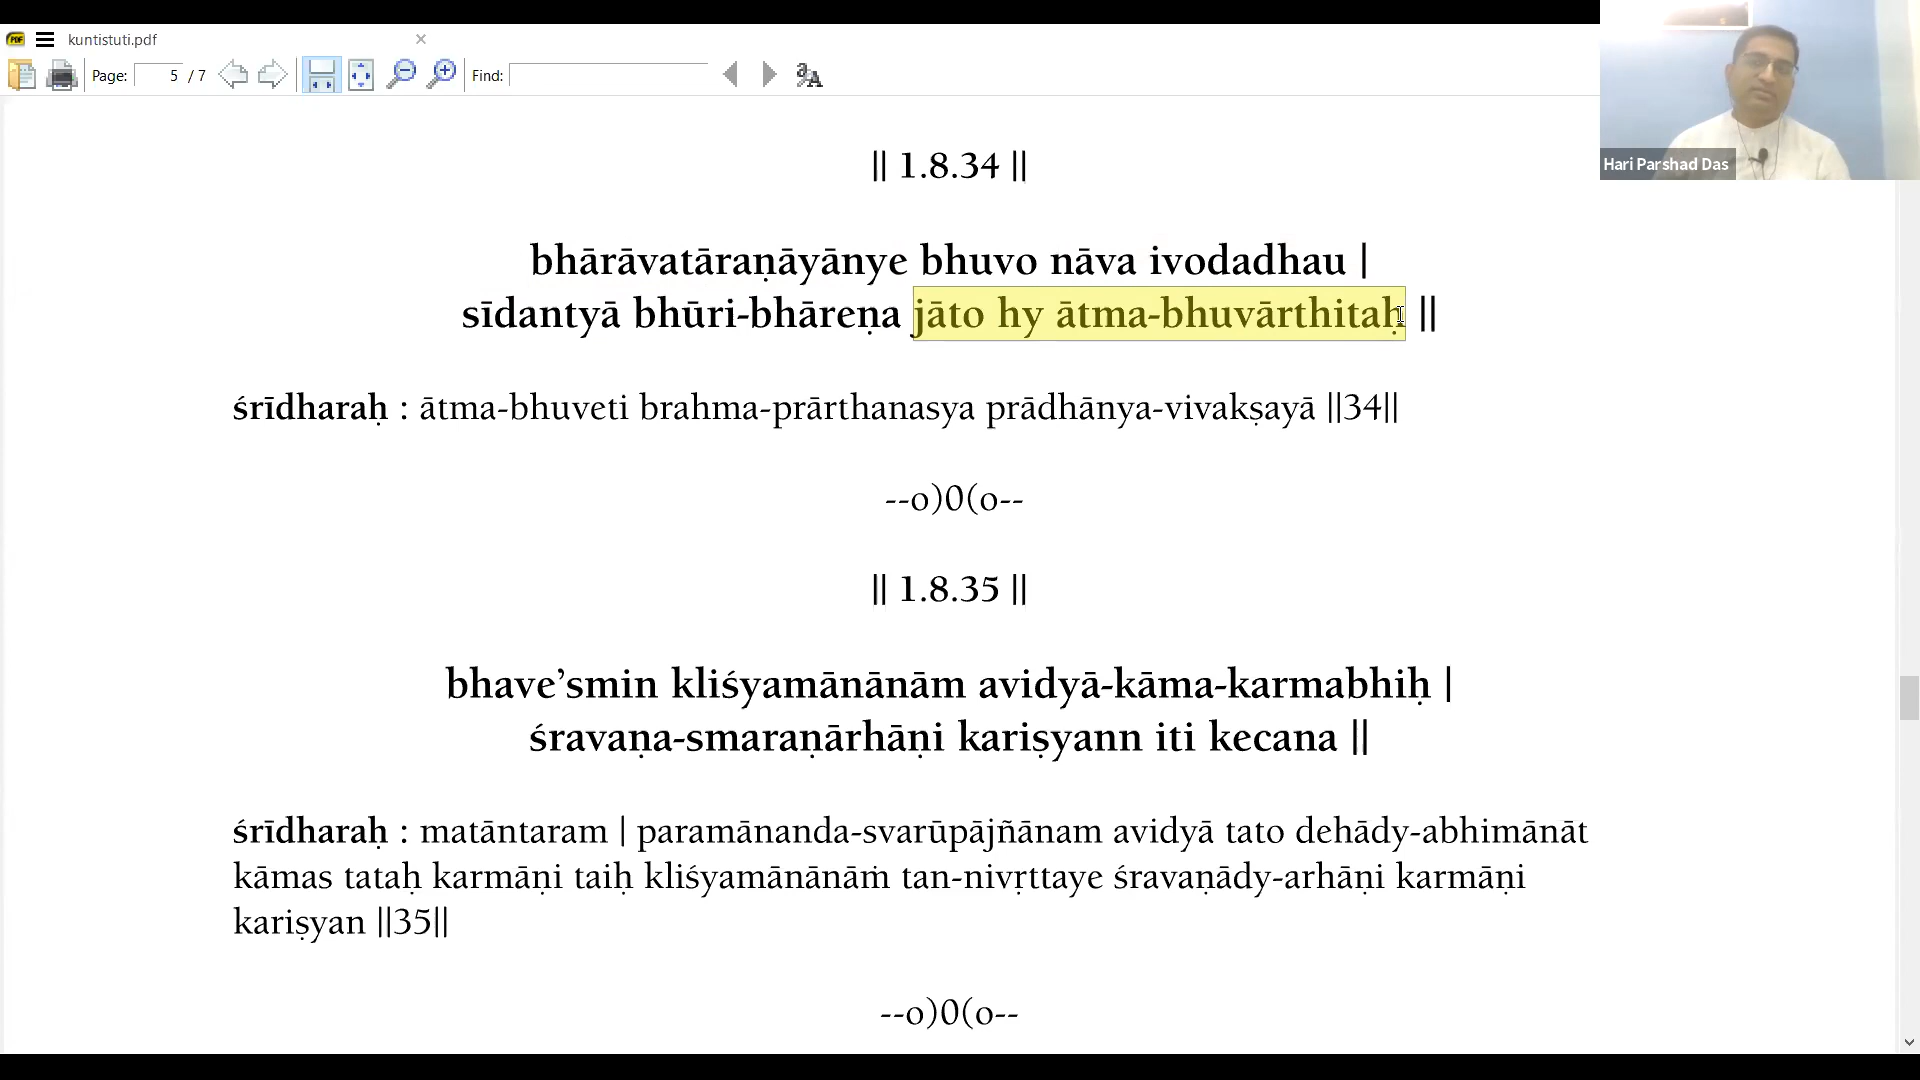 kuntistuti.pdf
Page: 5 / 7 Find:
Hari Parshad Das
|| 1.8.34 ||
bhārāvatāraṇāyānye bhuvo nāva ivodadhau |
sīdantyā bhūri-bhāreṇa jāto hy ātma-bhuvārthitaḥ ||
śrīdharaḥ : ātma-bhuveti brahma-prārthanasya prādhānya-vivakṣayā ||34||
--o)0(o--
|| 1.8.35 ||
bhave’smin kliśyamānānām avidyā-kāma-karmabhiḥ |
śravaṇa-smaraṇārhāṇi kariṣyann iti kecana ||
śrīdharaḥ : matāntaram | paramānanda-svarūpājñānam avidyā tato dehādy-abhimānāt
kāmas tataḥ karmāṇi taiḥ kliśyamānānāṁ tan-nivṛttaye śravaṇādy-arhāṇi karmāṇi
kariṣyan ||35||
--o)0(o--